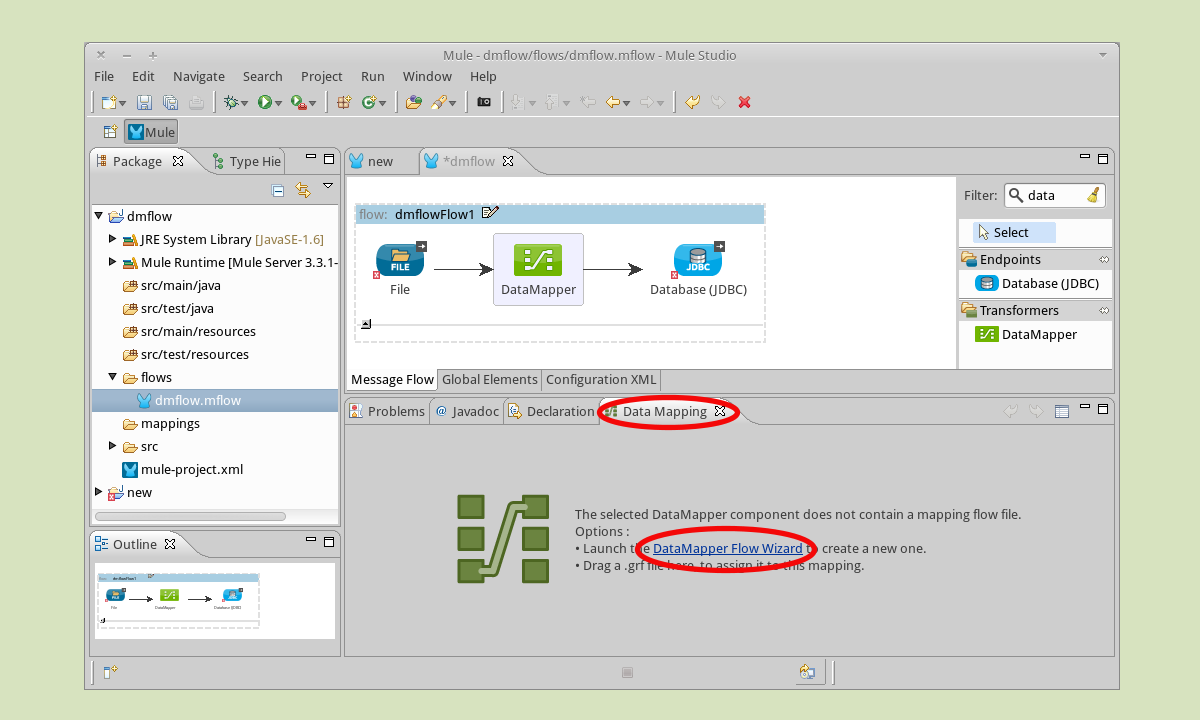 Mule - dmflow/flows/dmflow.mflow - Mule Studio
File Edit Navigate Search Project Run Window Help
Mule
Package
Type Hie
dmflow
JRE System Library [JavaSE-1.6]
Mule Runtime [Mule Server 3.3.1-
src/main/java
src/test/java
src/main/resources
src/test/resources
flows
dmflow.mflow
mappings
src
mule-project.xml
new
Outline
flow: dmflowFlow1
File
DataMapper
Database (JDBC)
new
*dmflow
flow: dmflowFlow1
FILE
JDBC
File
DataMapper
Database (JDBC)
Filter: data
Select
Endpoints
Database (JDBC)
Transformers
DataMapper
Message Flow
Global Elements
Configuration XML
Problems
@ Javadoc
Declaration
Data Mapping
The selected DataMapper component does not contain a mapping flow file.
Options :
• Launch the DataMapper Flow Wizard to create a new one.
• Drag a .grf file here, to assign it to this mapping.